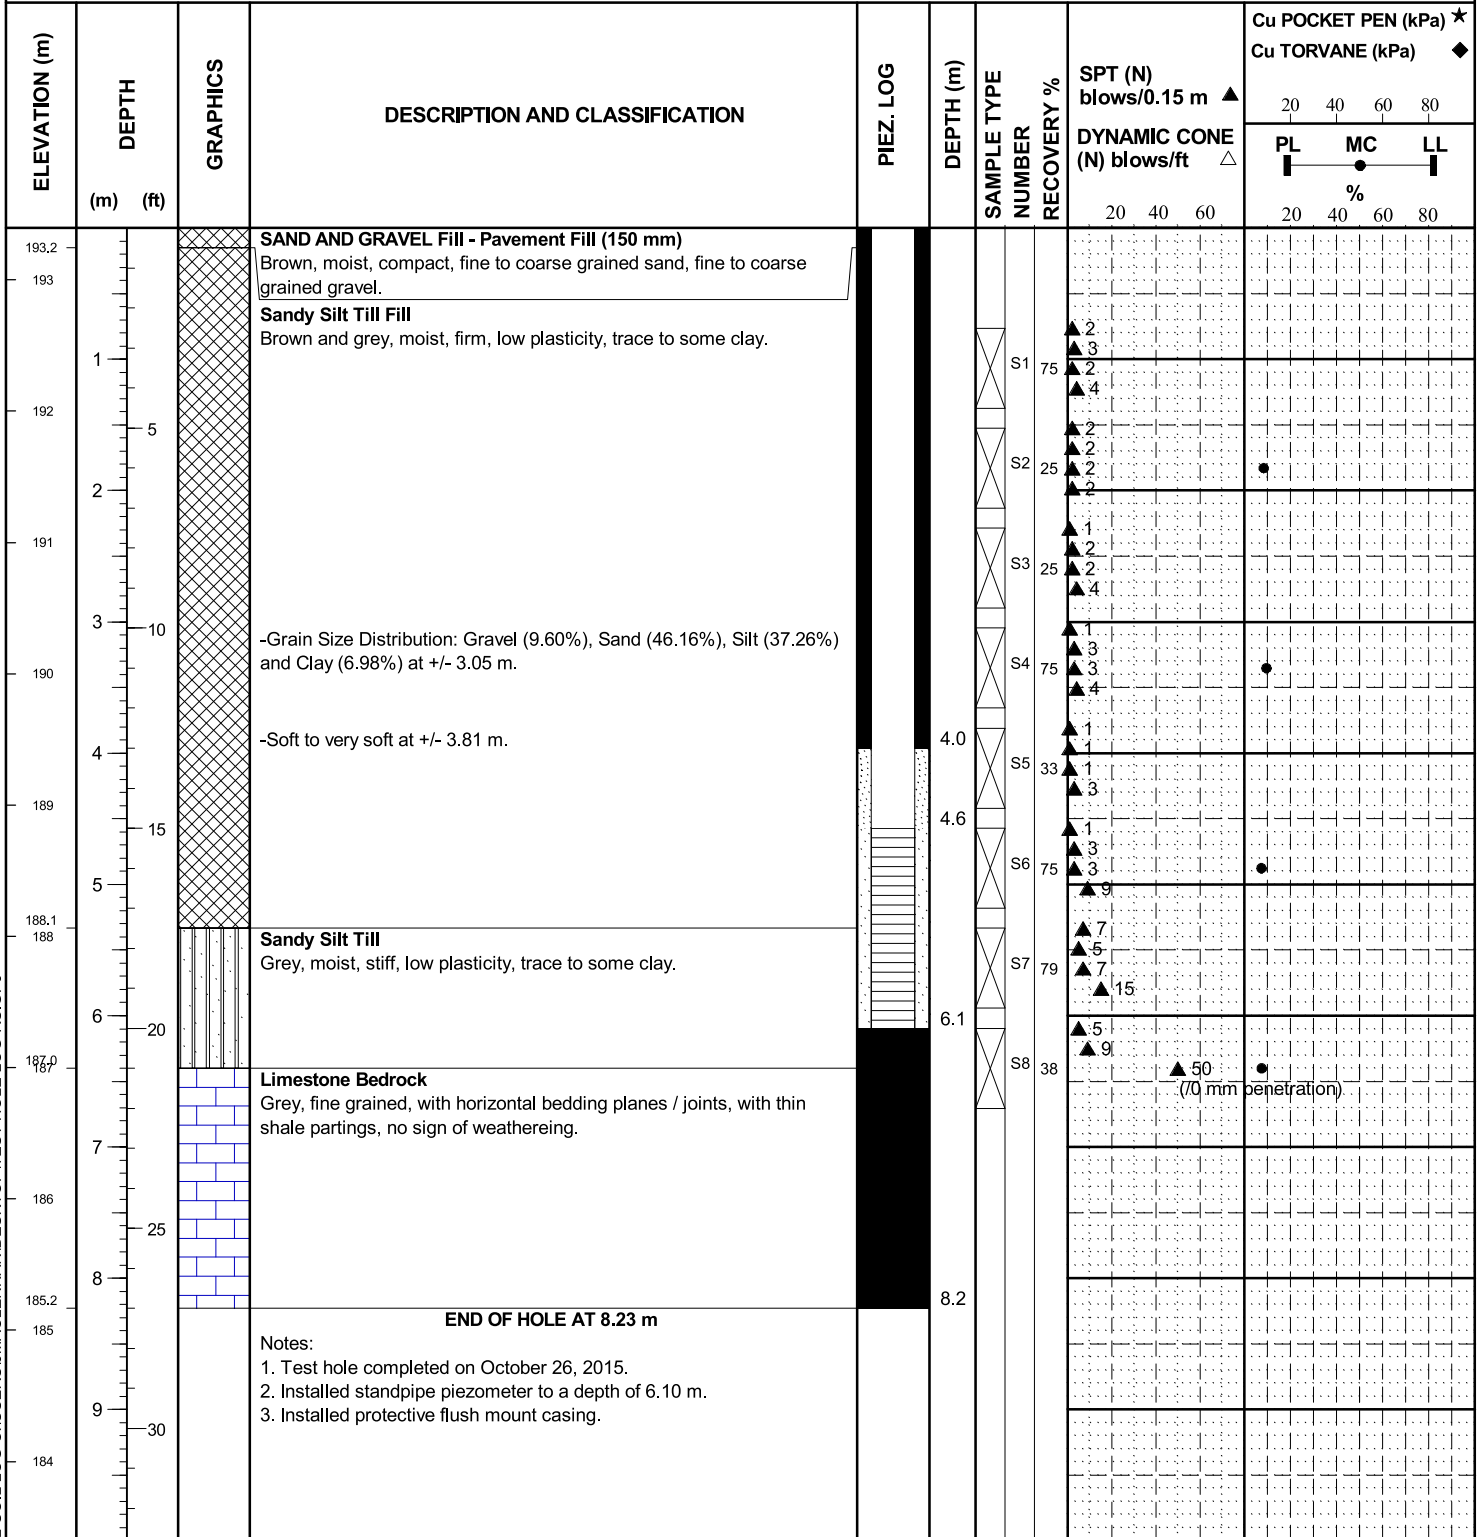 ELEVATION (m)
DEPTH
(m) (ft)
GRAPHICS
DESCRIPTION AND CLASSIFICATION
PIEZ. LOG
DEPTH (m)
SAMPLE TYPE
NUMBER
RECOVERY %
SPT (N)
blows/0.15 m ▲
DYNAMIC CONE
(N) blows/ft △
20 40 60
Cu POCKET PEN (kPa) ★
Cu TORVANE (kPa) ◆
20 40 60 80
PL MC LL
%
20 40 60 80
193.2
193
192
191
190
189
188.1
188
187.0
187
186
185.2
185
184
1
2
3
4
5
6
7
8
9
5
10
15
20
25
30
SAND AND GRAVEL Fill - Pavement Fill (150 mm)
Brown, moist, compact, fine to coarse grained sand, fine to coarse
grained gravel.
Sandy Silt Till Fill
Brown and grey, moist, firm, low plasticity, trace to some clay.
-Grain Size Distribution: Gravel (9.60%), Sand (46.16%), Silt (37.26%)
and Clay (6.98%) at +/- 3.05 m.
-Soft to very soft at +/- 3.81 m.
Sandy Silt Till
Grey, moist, stiff, low plasticity, trace to some clay.
Limestone Bedrock
Grey, fine grained, with horizontal bedding planes / joints, with thin
shale partings, no sign of weathereing.
END OF HOLE AT 8.23 m
Notes:
1. Test hole completed on October 26, 2015.
2. Installed standpipe piezometer to a depth of 6.10 m.
3. Installed protective flush mount casing.
4.0
4.6
6.1
8.2
S1 75
S2 25
S3 25
S4 75
S5 33
S6 75
S7 79
S8 38
2
3
2
4
2
2
2
2
1
2
2
4
1
3
3
4
1
1
1
3
1
3
3
9
7
5
7
15
5
9
50
(/0 mm penetration)